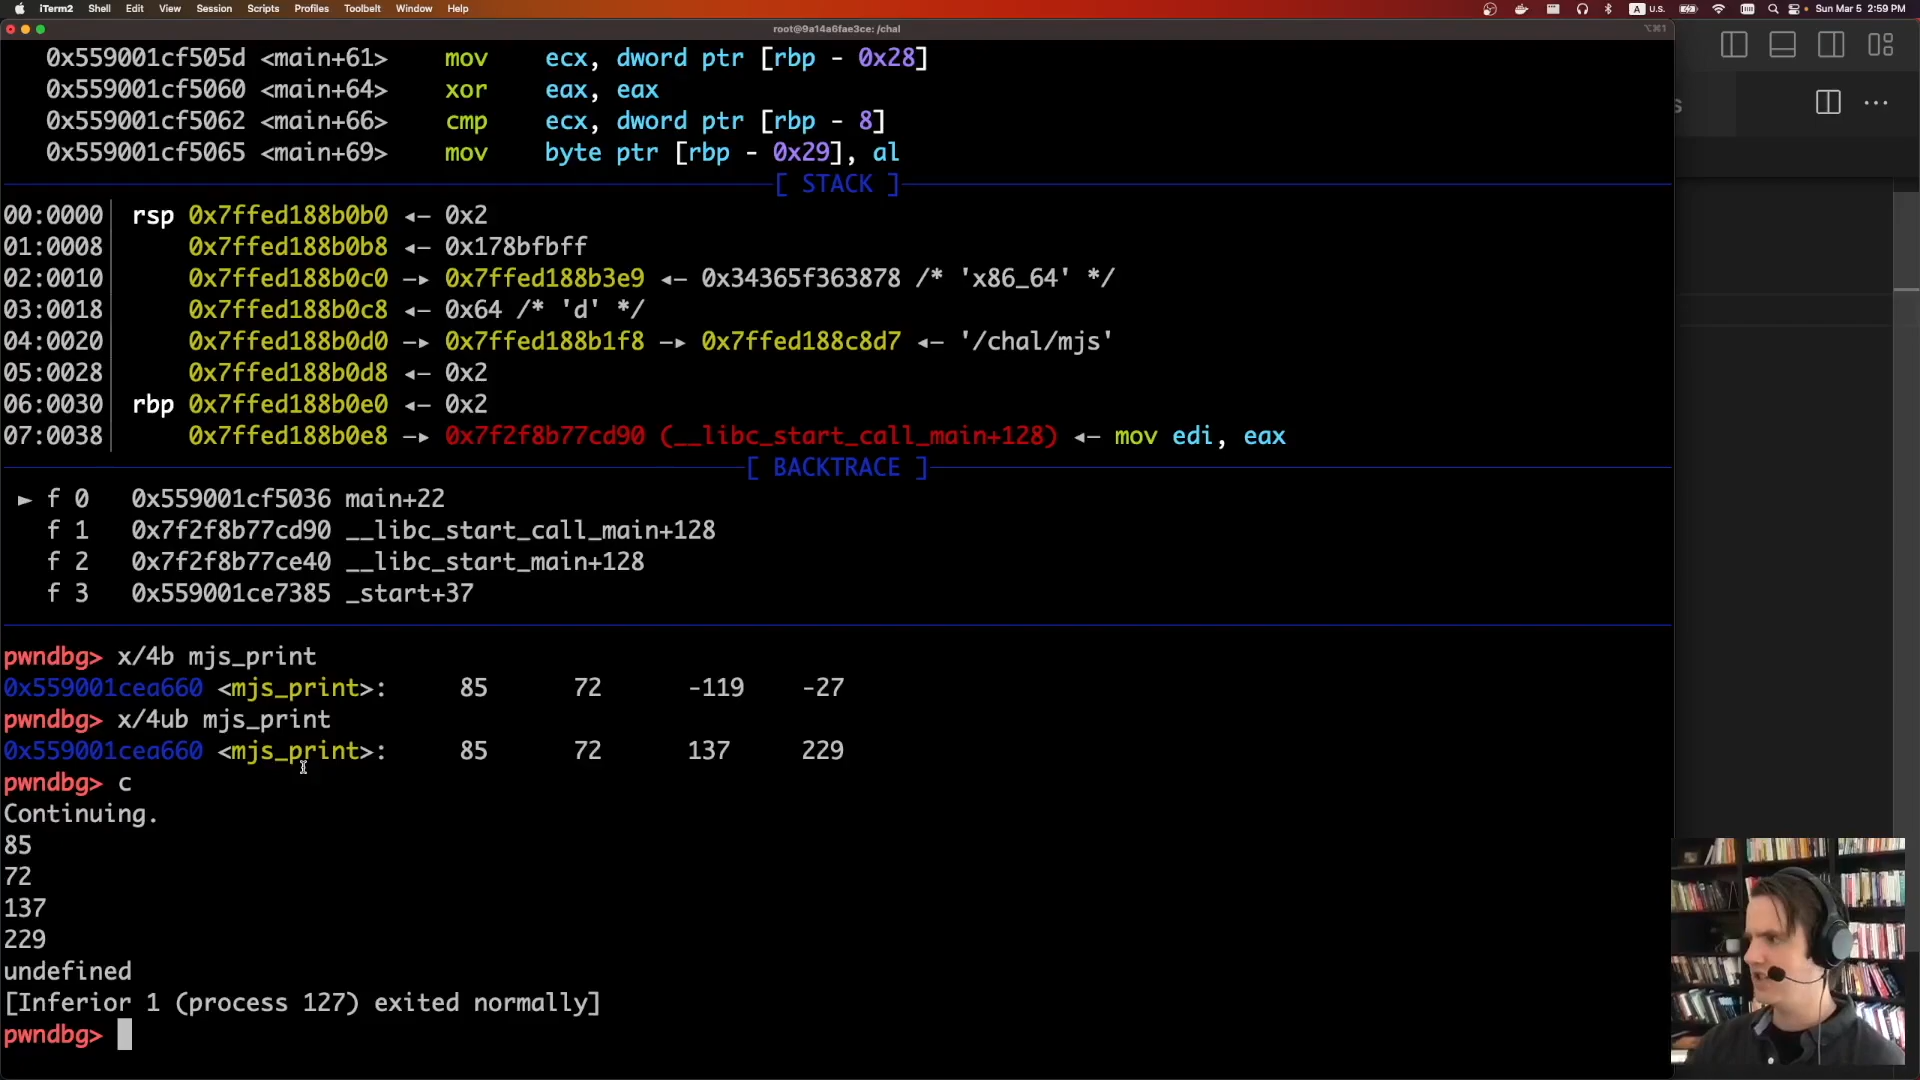 iTerm2 Shell Edit View Session Scripts Profiles Toolbelt Window Help U.S. Sun Mar 5 2:59 PM
root@9a14a6fae3ce: /chal ⌥⌘1
0x559001cf505d <main+61> mov ecx, dword ptr [rbp - 0x28]
0x559001cf5060 <main+64> xor eax, eax
0x559001cf5062 <main+66> cmp ecx, dword ptr [rbp - 8]
0x559001cf5065 <main+69> mov byte ptr [rbp - 0x29], al
[ STACK ]
00:0000│ rsp 0x7ffed188b0b0 ◂— 0x2
01:0008│ 0x7ffed188b0b8 ◂— 0x178bfbff
02:0010│ 0x7ffed188b0c0 —▸ 0x7ffed188b3e9 ◂— 0x34365f363878 /* 'x86_64' */
03:0018│ 0x7ffed188b0c8 ◂— 0x64 /* 'd' */
04:0020│ 0x7ffed188b0d0 —▸ 0x7ffed188b1f8 —▸ 0x7ffed188c8d7 ◂— '/chal/mjs'
05:0028│ 0x7ffed188b0d8 ◂— 0x2
06:0030│ rbp 0x7ffed188b0e0 ◂— 0x2
07:0038│ 0x7ffed188b0e8 —▸ 0x7f2f8b77cd90 (__libc_start_call_main+128) ◂— mov edi, eax
[ BACKTRACE ]
► f 0 0x559001cf5036 main+22
f 1 0x7f2f8b77cd90 __libc_start_call_main+128
f 2 0x7f2f8b77ce40 __libc_start_main+128
f 3 0x559001ce7385 _start+37
pwndbg> x/4b mjs_print
0x559001cea660 <mjs_print>: 85 72 -119 -27
pwndbg> x/4ub mjs_print
0x559001cea660 <mjs_print>: 85 72 137 229
pwndbg> c
Continuing.
85
72
137
229
undefined
[Inferior 1 (process 127) exited normally]
pwndbg>